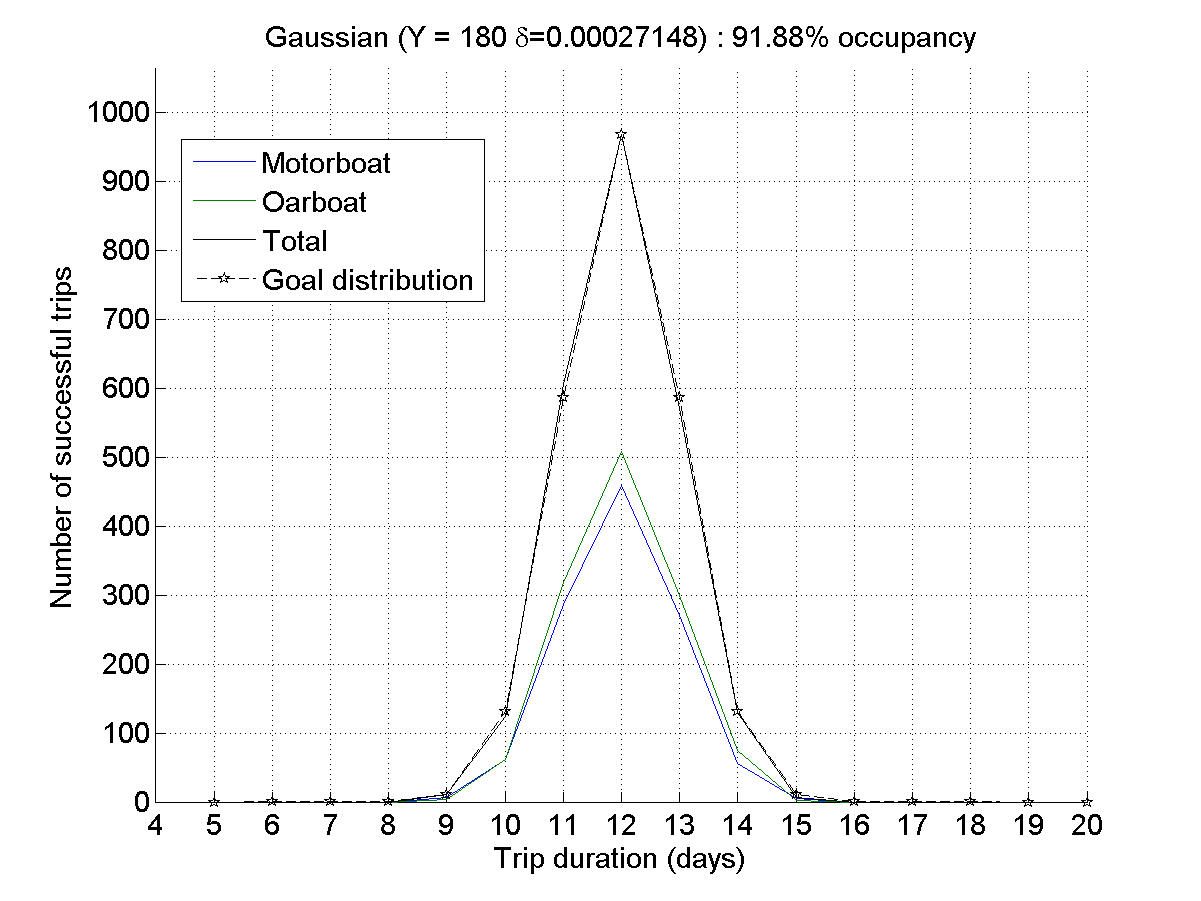 Gaussian (Y = 180 δ=0.00027148) : 91.88% occupancy
1000
900
800
700
600
500
400
300
200
100
0
Number of successful trips
Motorboat
Oarboat
Total
Goal distribution
4 5 6 7 8 9 10 11 12 13 14 15 16 17 18 19 20
Trip duration (days)